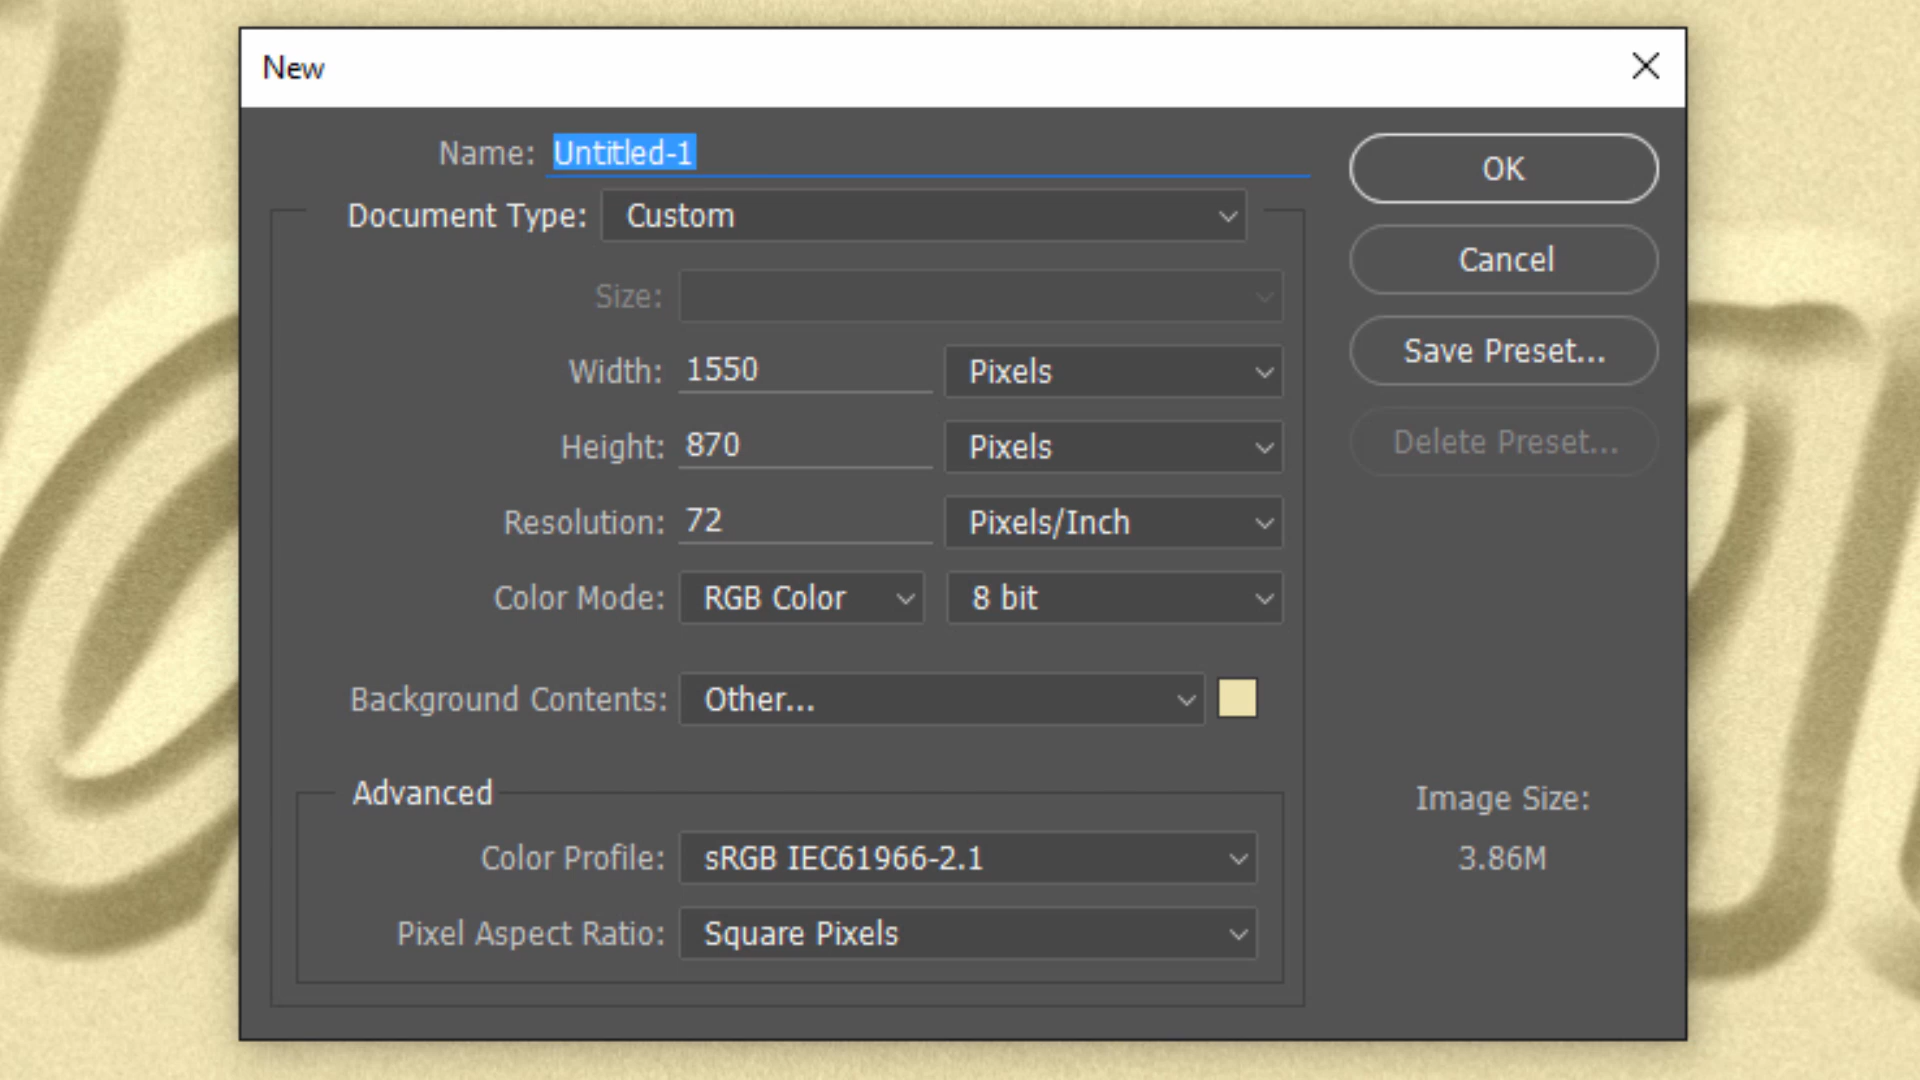 New
Name: Untitled-1
OK
Document Type: Custom
Cancel
Size:
Save Preset...
Width: 1550 Pixels
Height: 870 Pixels
Delete Preset...
Resolution: 72 Pixels/Inch
Color Mode: RGB Color 8 bit
Background Contents: Other...
Advanced
Image Size:
3.86M
Color Profile: sRGB IEC61966-2.1
Pixel Aspect Ratio: Square Pixels